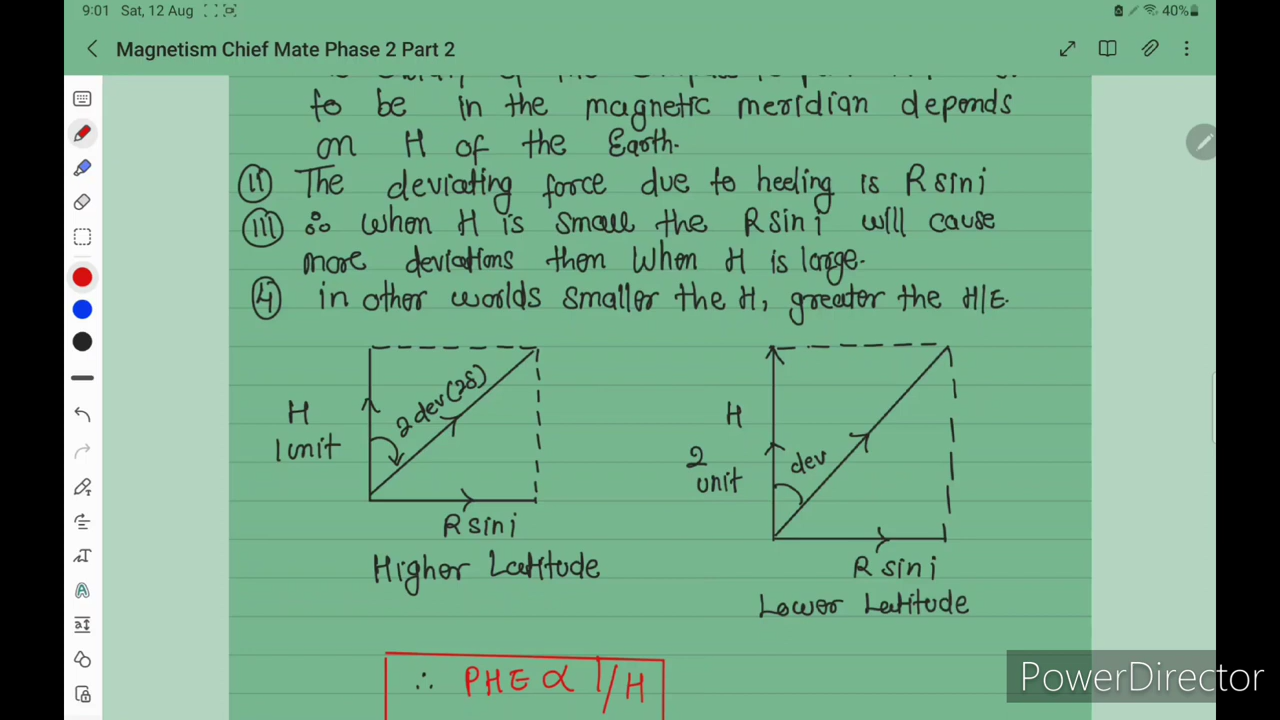 9:01 Sat, 12 Aug
40%
Magnetism Chief Mate Phase 2 Part 2
to be in the magnetic meridian depends
on H of the Earth.
(ii) The deviating force due to heeling is R sin i
(iii) ∴ when H is small the R sin i will cause
more deviations then when H is large.
(4) in other worlds smaller the H, greater the H/E.
H
1 unit
2 dev (2δ)
R sin i
Higher Latitude
H
2
unit
dev
R sin i
Lower Latitude
∴ PHE ∝ 1/H
PowerDirector